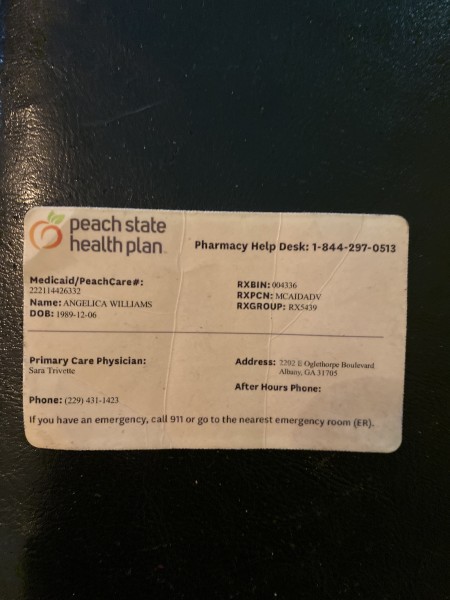 peach state
health plan™
Pharmacy Help Desk: 1-844-297-0513
Medicaid/PeachCare#:
222114426332
Name: ANGELICA WILLIAMS
DOB: 1989-12-06
RXBIN: 004336
RXPCN: MCAIDADV
RXGROUP: RX5439
Primary Care Physician:
Sara Trivette
Phone: (229) 431-1423
Address: 2202 E Oglethorpe Boulevard
Albany, GA 31705
After Hours Phone:
If you have an emergency, call 911 or go to the nearest emergency room (ER).